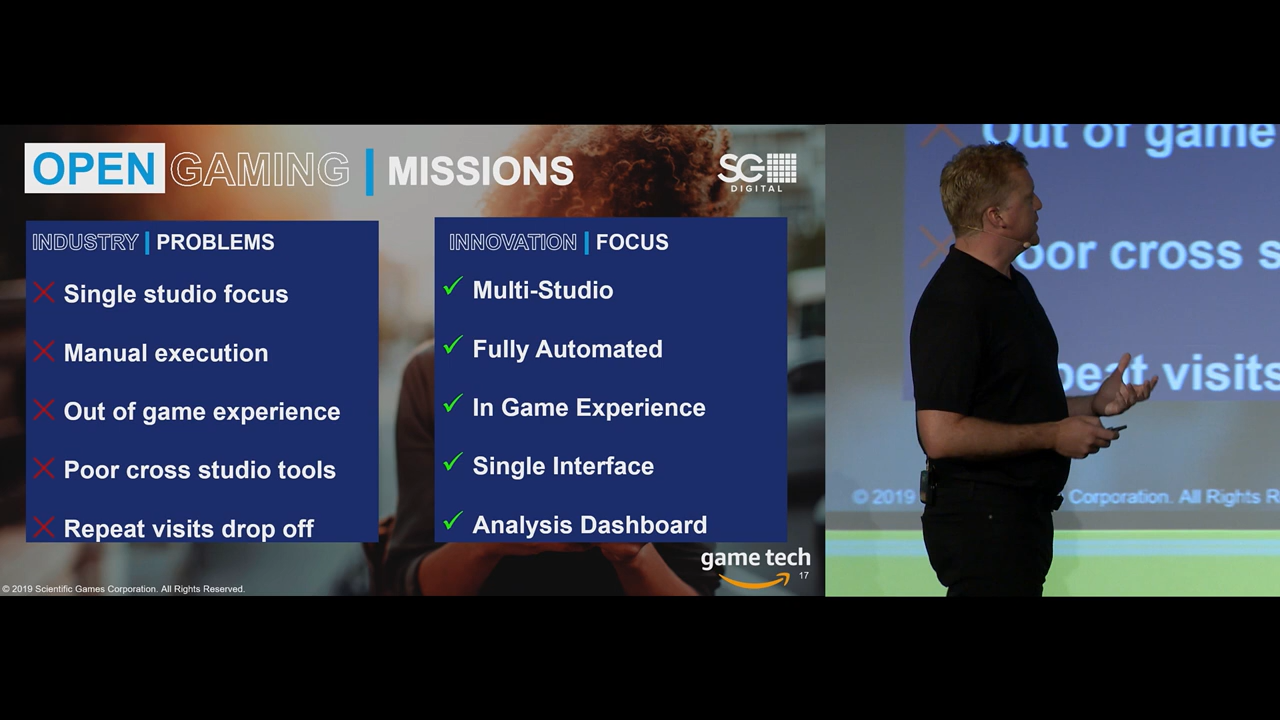 OPEN GAMING | MISSIONS
SG DIGITAL
INDUSTRY | PROBLEMS
Single studio focus
Manual execution
Out of game experience
Poor cross studio tools
Repeat visits drop off
INNOVATION | FOCUS
Multi-Studio
Fully Automated
In Game Experience
Single Interface
Analysis Dashboard
game tech
17
© 2019 Scientific Games Corporation. All Rights Reserved.
Out of game
oor cross s
peat visits
© 2019
Corporation. All Rights R